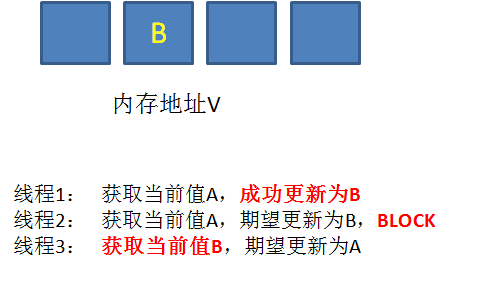 B
内存地址V
线程1： 获取当前值A，成功更新为B
线程2： 获取当前值A，期望更新为B，BLOCK
线程3： 获取当前值B，期望更新为A